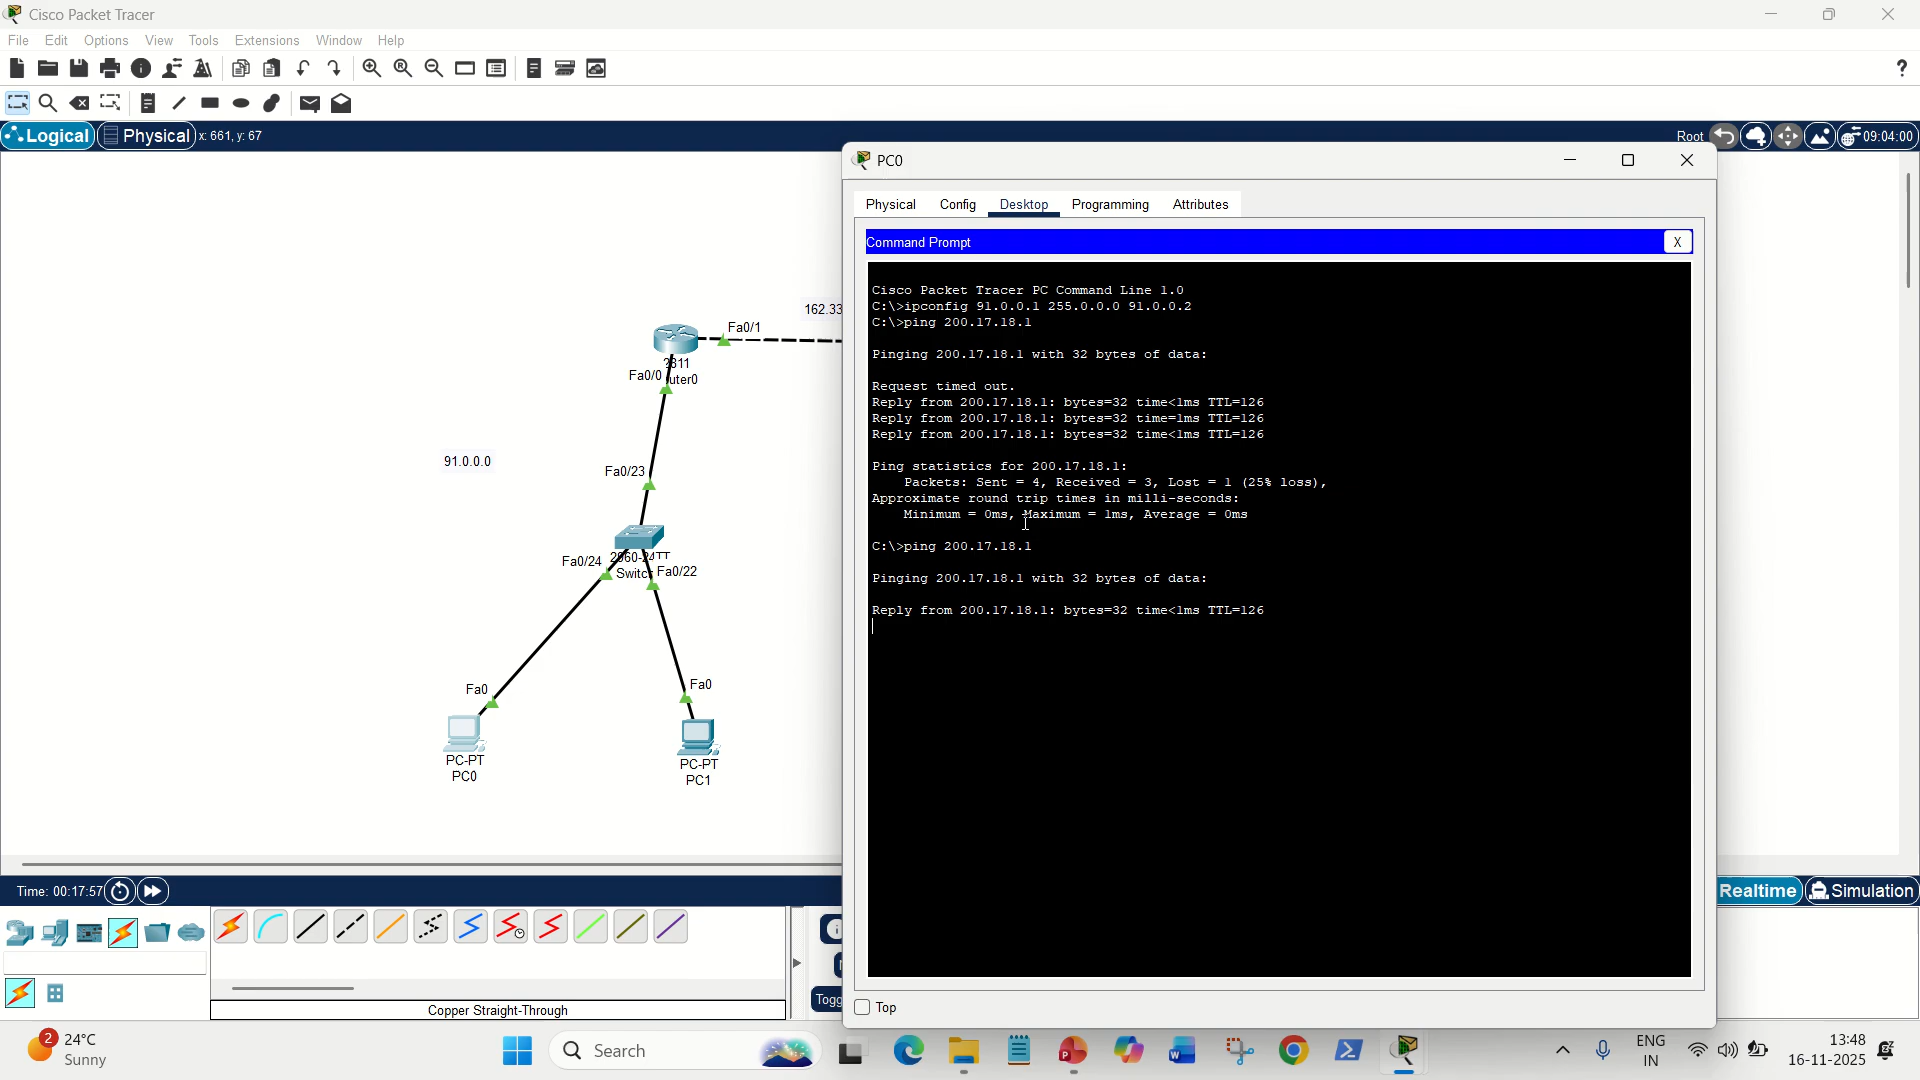 Cisco Packet Tracer
File Edit Options View Tools Extensions Window Help
?
Logical Physical x: 661, y: 67
Root 09:04:00
PC0
Physical Config Desktop Programming Attributes
Command Prompt X
Cisco Packet Tracer PC Command Line 1.0
C:\>ipconfig 91.0.0.1 255.0.0.0 91.0.0.2
C:\>ping 200.17.18.1
Pinging 200.17.18.1 with 32 bytes of data:
Request timed out.
Reply from 200.17.18.1: bytes=32 time<1ms TTL=126
Reply from 200.17.18.1: bytes=32 time=1ms TTL=126
Reply from 200.17.18.1: bytes=32 time<1ms TTL=126
Ping statistics for 200.17.18.1:
Packets: Sent = 4, Received = 3, Lost = 1 (25% loss),
Approximate round trip times in milli-seconds:
Minimum = 0ms, Maximum = 1ms, Average = 0ms
C:\>ping 200.17.18.1
Pinging 200.17.18.1 with 32 bytes of data:
Reply from 200.17.18.1: bytes=32 time<1ms TTL=126
Top
162.33
Fa0/1
Fa0/0
91.0.0.0
Fa0/23
Fa0/24
Fa0/22
Fa0
Fa0
PC-PT
PC0
PC-PT
PC1
Time: 00:17:57
Realtime Simulation
Copper Straight-Through
2
24°C
Sunny
Search
ENG
IN
13:48
16-11-2025